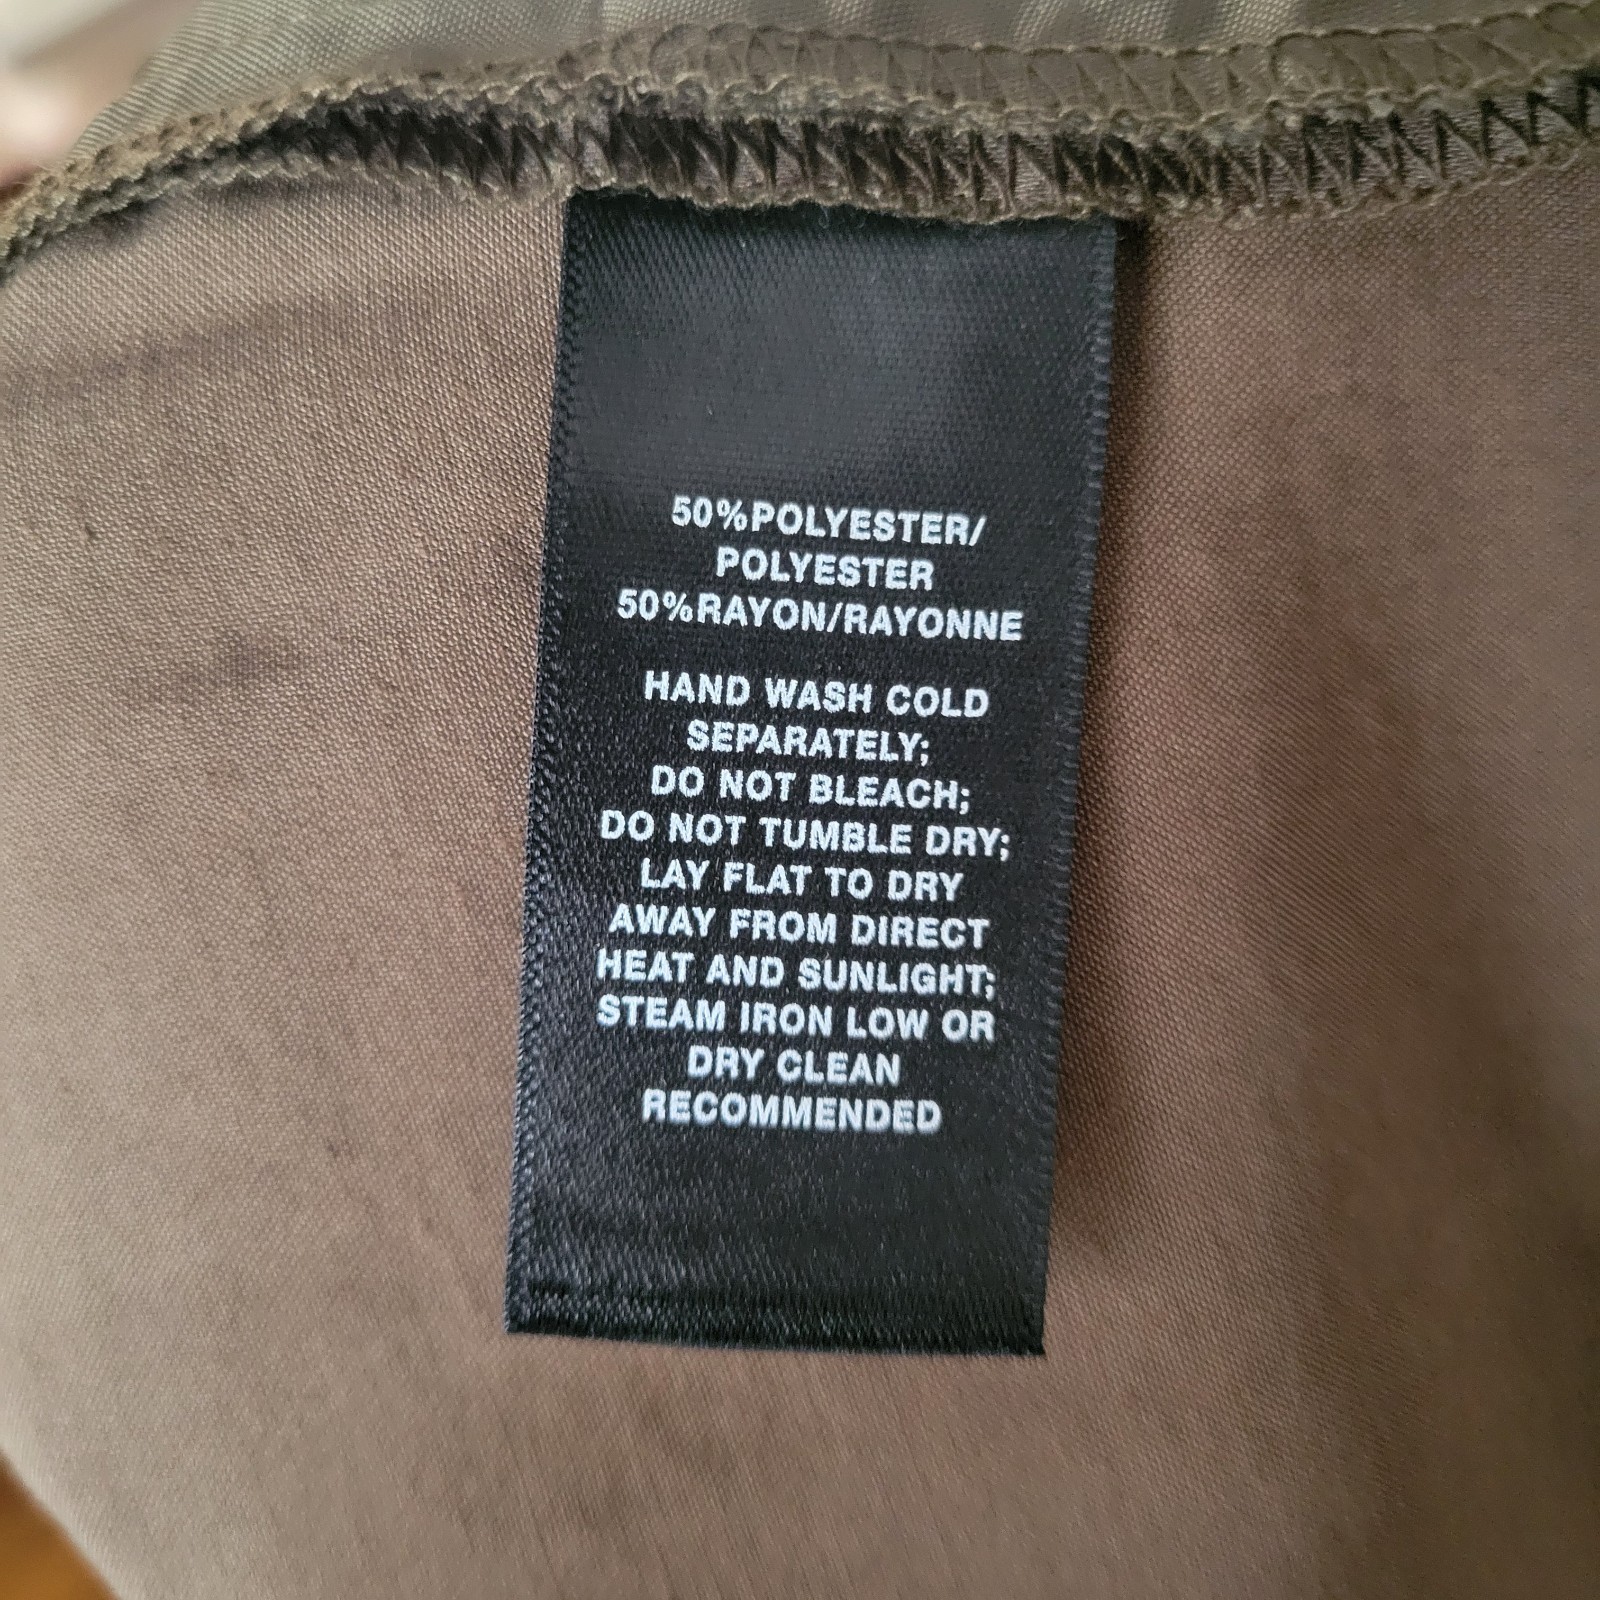 50%POLYESTER/
POLYESTER
50%RAYON/RAYONNE
HAND WASH COLD
SEPARATELY;
DO NOT BLEACH;
DO NOT TUMBLE DRY;
LAY FLAT TO DRY
AWAY FROM DIRECT
HEAT AND SUNLIGHT;
STEAM IRON LOW OR
DRY CLEAN
RECOMMENDED